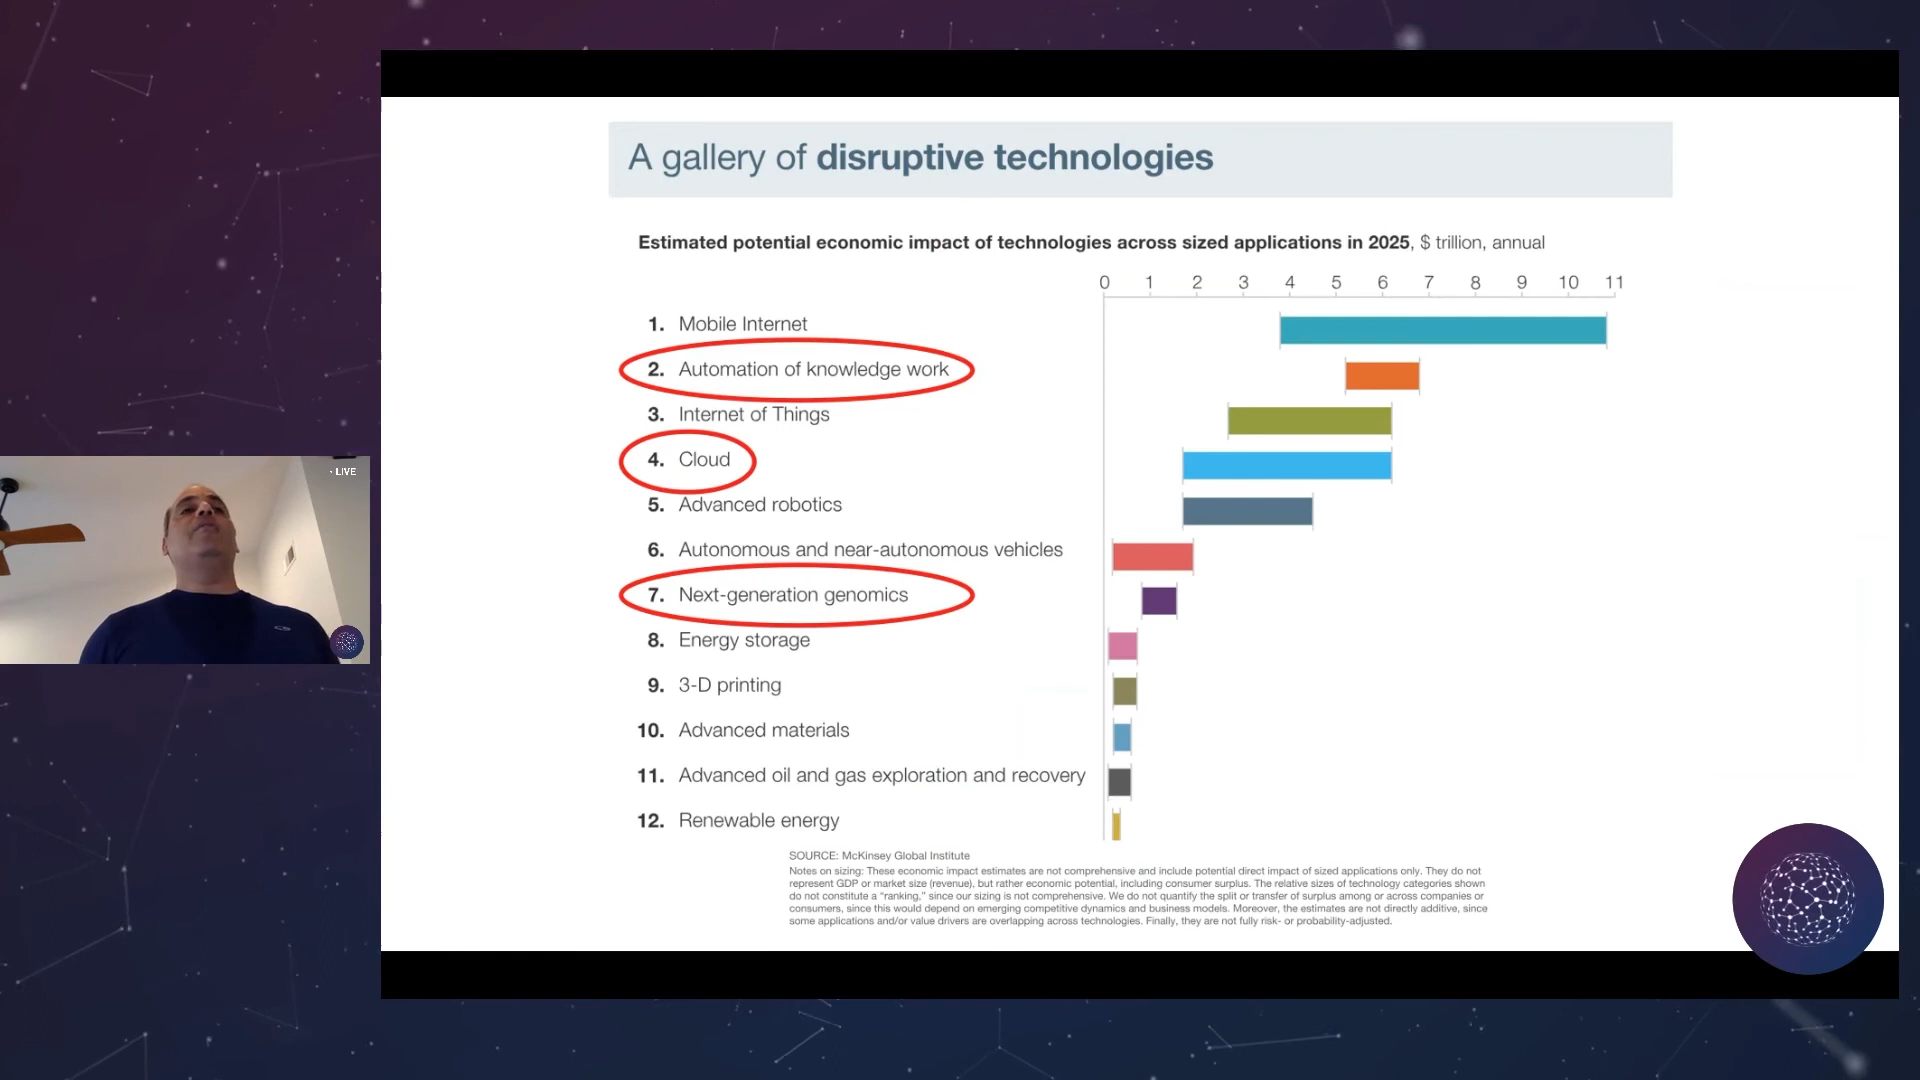 A gallery of disruptive technologies
Estimated potential economic impact of technologies across sized applications in 2025, $ trillion, annual
0 1 2 3 4 5 6 7 8 9 10 11
1. Mobile Internet
2. Automation of knowledge work
3. Internet of Things
4. Cloud
5. Advanced robotics
6. Autonomous and near-autonomous vehicles
7. Next-generation genomics
8. Energy storage
9. 3-D printing
10. Advanced materials
11. Advanced oil and gas exploration and recovery
12. Renewable energy
SOURCE: McKinsey Global Institute
Notes on sizing: These economic impact estimates are not comprehensive and include potential direct impact of sized applications only. They do not
represent GDP or market size (revenue), but rather economic potential, including consumer surplus. The relative sizes of technology categories shown
do not constitute a “ranking,” since our sizing is not comprehensive. We do not quantify the split or transfer of surplus among or across companies or
consumers, since this would depend on emerging competitive dynamics and business models. Moreover, the estimates are not directly additive, since
some applications and/or value drivers are overlapping across technologies. Finally, they are not fully risk- or probability-adjusted.
• LIVE